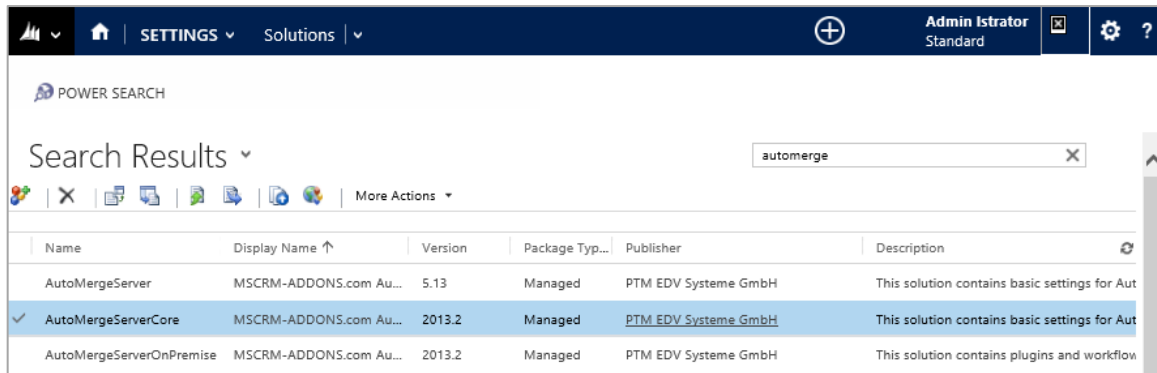 SETTINGS Solutions Admin Istrator
Standard ?
POWER SEARCH
Search Results automerge
More Actions
Name Display Name Version Package Typ... Publisher Description
AutoMergeServer MSCRM-ADDONS.com Au... 5.13 Managed PTM EDV Systeme GmbH This solution contains basic settings for Aut
AutoMergeServerCore MSCRM-ADDONS.com Au... 2013.2 Managed PTM EDV Systeme GmbH This solution contains basic settings for Aut
AutoMergeServerOnPremise MSCRM-ADDONS.com Au... 2013.2 Managed PTM EDV Systeme GmbH This solution contains plugins and workflow